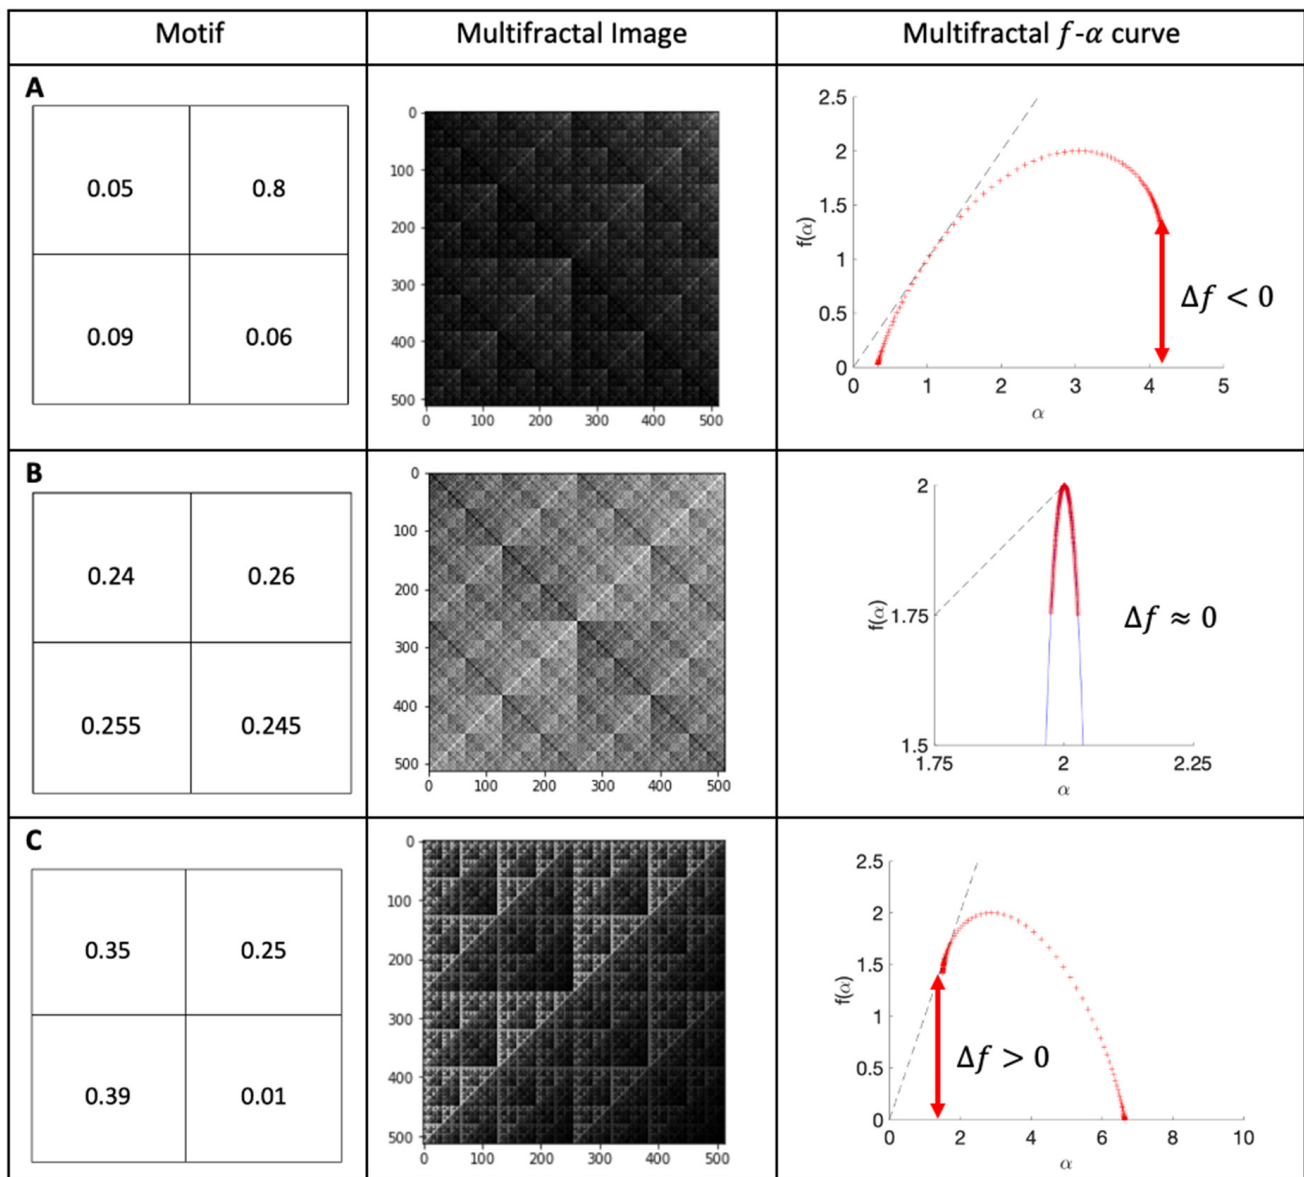 Motif Multifractal Image Multifractal f-α curve
A
0.05 0.8
0.09 0.06
0
100
200
300
400
500
0 100 200 300 400 500
2.5
2
1.5
1
0.5
0
f(α)
0 1 2 3 4 5
α
Δf < 0
B
0.24 0.26
0.255 0.245
0
100
200
300
400
500
0 100 200 300 400 500
2
1.75
1.5
f(α)
1.75 2 2.25
α
Δf ≈ 0
C
0.35 0.25
0.39 0.01
0
100
200
300
400
500
0 100 200 300 400 500
2.5
2
1.5
1
0.5
0
f(α)
0 2 4 6 8 10
α
Δf > 0